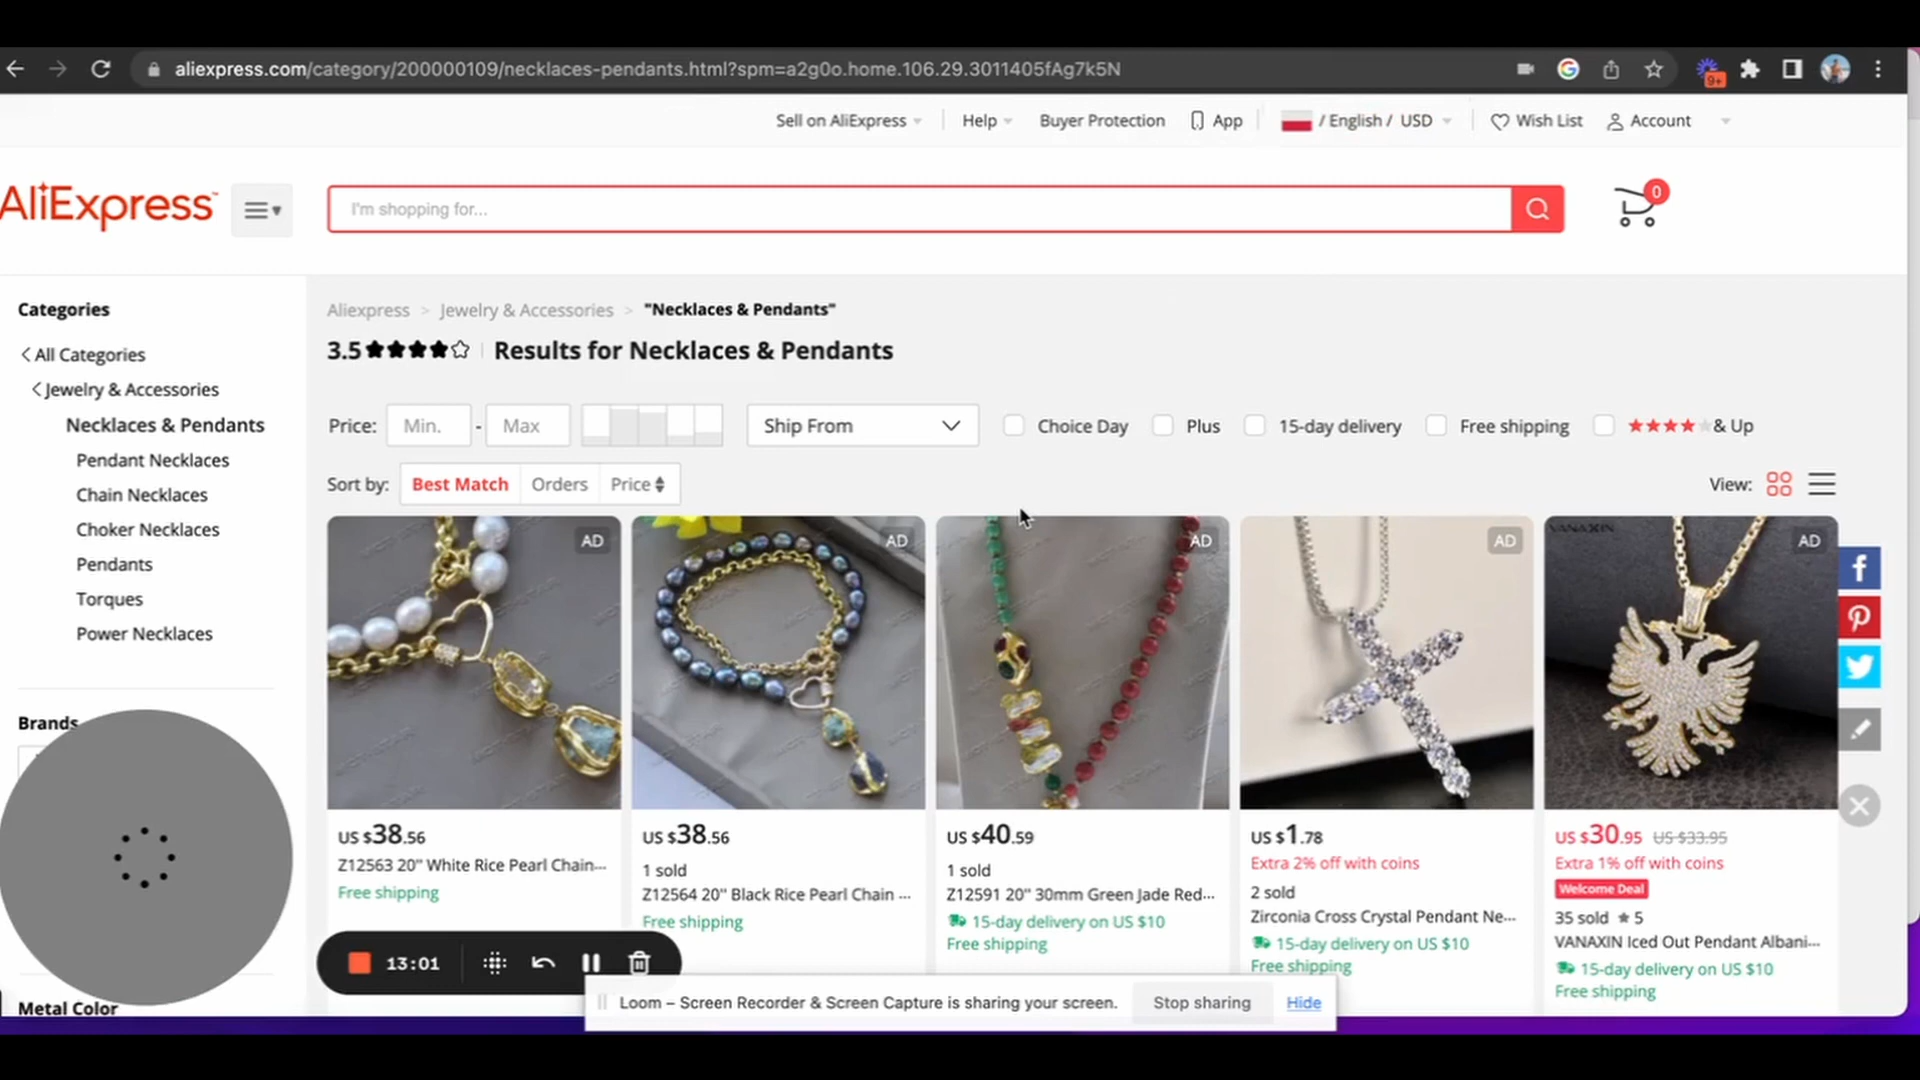 aliexpress.com/category/200000109/necklaces-pendants.html?spm=a2g0o.home.106.29.3011405fAg7k5N
9+
Sell on AliExpress
Help
Buyer Protection
App
/ English / USD
Wish List
Account
AliExpress™
I'm shopping for...
0
Categories
< All Categories
< Jewelry & Accessories
Necklaces & Pendants
Pendant Necklaces
Chain Necklaces
Choker Necklaces
Pendants
Torques
Power Necklaces
Brands
Metal Color
Aliexpress > Jewelry & Accessories > "Necklaces & Pendants"
3.5 Results for Necklaces & Pendants
Price: Min. - Max
Ship From
Choice Day
Plus
15-day delivery
Free shipping
& Up
Sort by: Best Match Orders Price
View:
AD
US $38.56
Z12563 20" White Rice Pearl Chain...
Free shipping
AD
US $38.56
1 sold
Z12564 20" Black Rice Pearl Chain ...
Free shipping
AD
US $40.59
1 sold
Z12591 20" 30mm Green Jade Red...
15-day delivery on US $10
Free shipping
AD
US $1.78
Extra 2% off with coins
2 sold
Zirconia Cross Crystal Pendant Ne...
15-day delivery on US $10
Free shipping
VANAXIN
AD
US $30.95 US $33.95
Extra 1% off with coins
Welcome Deal
35 sold ★ 5
VANAXIN Iced Out Pendant Albani...
15-day delivery on US $10
Free shipping
13:01
Loom – Screen Recorder & Screen Capture is sharing your screen.
Stop sharing
Hide